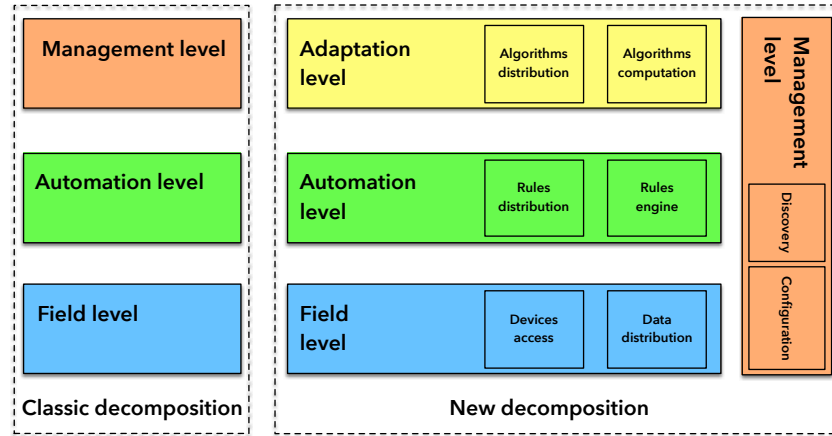 Management level
Automation level
Field level
Classic decomposition
Adaptation
level
Algorithms
distribution
Algorithms
computation
Automation
level
Rules
distribution
Rules
engine
Field
level
Devices
access
Data
distribution
Management
level
Discovery
Configuration
New decomposition